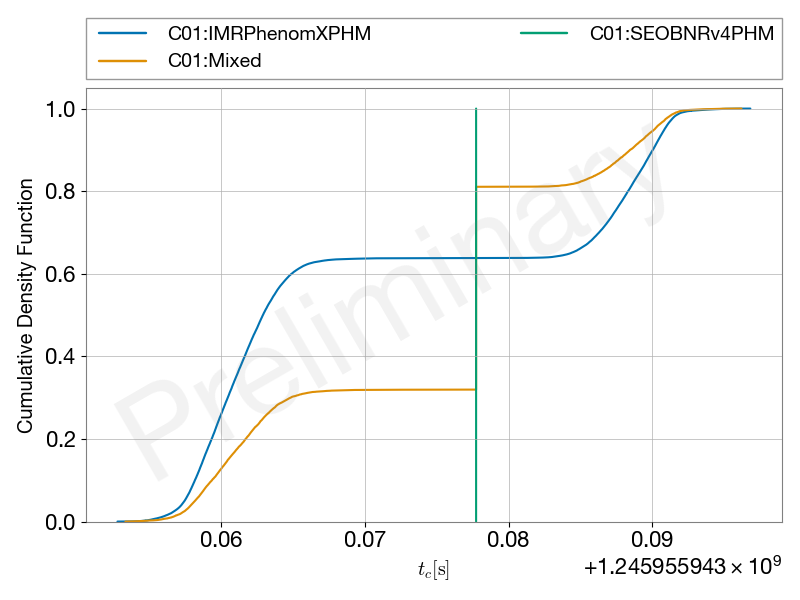 C01:IMRPhenomXPHM
C01:SEOBNRv4PHM
C01:Mixed
Preliminary
Cumulative Density Function
1.0
0.8
0.6
0.4
0.2
0.0
0.06 0.07 0.08 0.09
t_c[s]
+1.245955943 × 10⁹